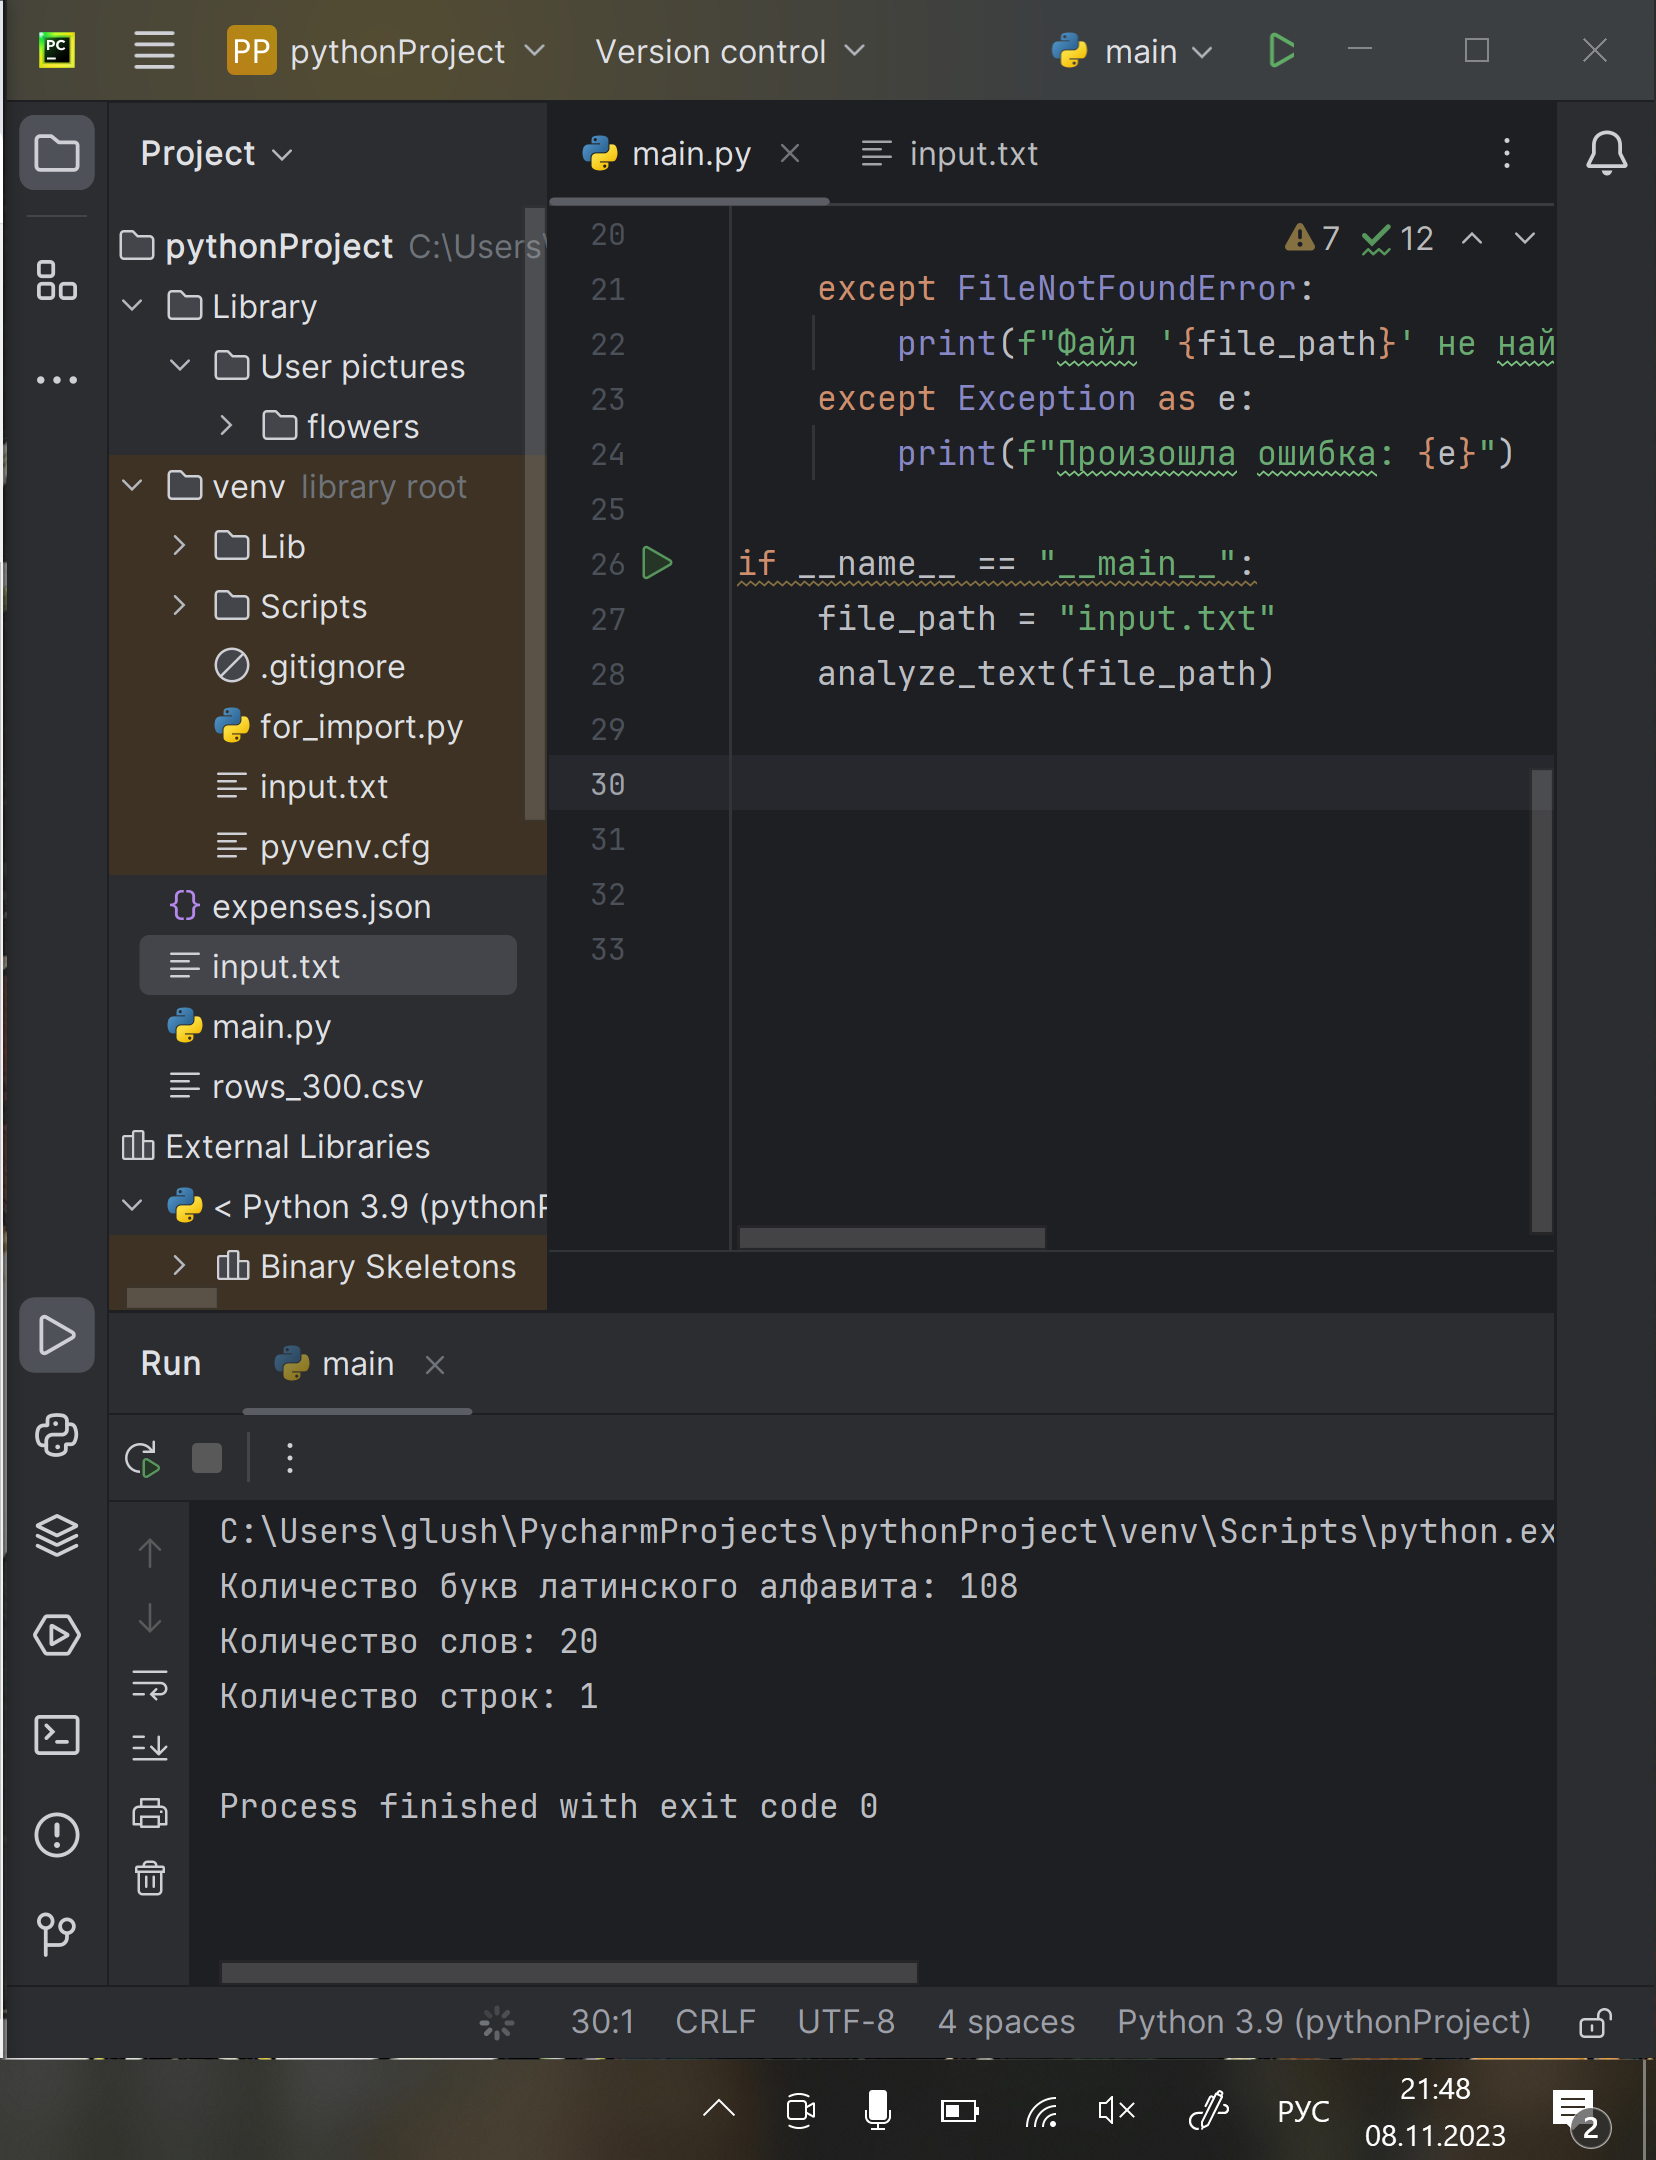 PC
PP pythonProject Version control main
Project
main.py
input.txt
pythonProject C:\Users\
Library
User pictures
flowers
venv library root
Lib
Scripts
.gitignore
for_import.py
input.txt
pyvenv.cfg
expenses.json
input.txt
main.py
rows_300.csv
External Libraries
< Python 3.9 (pythonP
Binary Skeletons
7 12
20
21 except FileNotFoundError:
22 print(f"Файл '{file_path}' не най
23 except Exception as e:
24 print(f"Произошла ошибка: {e}")
25
26 if __name__ == "__main__":
27 file_path = "input.txt"
28 analyze_text(file_path)
29
30
31
32
33
Run main
C:\Users\glush\PycharmProjects\pythonProject\venv\Scripts\python.ex
Количество букв латинского алфавита: 108
Количество слов: 20
Количество строк: 1
Process finished with exit code 0
30:1 CRLF UTF-8 4 spaces Python 3.9 (pythonProject)
РУС
21:48
08.11.2023
2